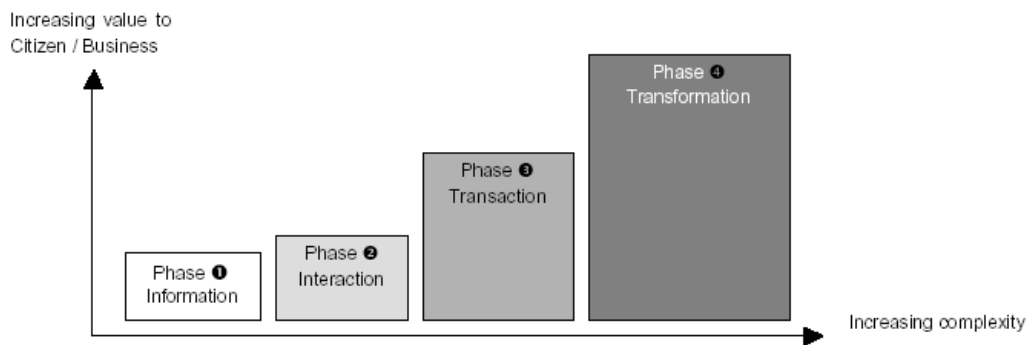 Increasing value to
Citizen / Business
Phase ❹
Transformation
Phase ❸
Transaction
Phase ❷
Interaction
Phase ❶
Information
Increasing complexity